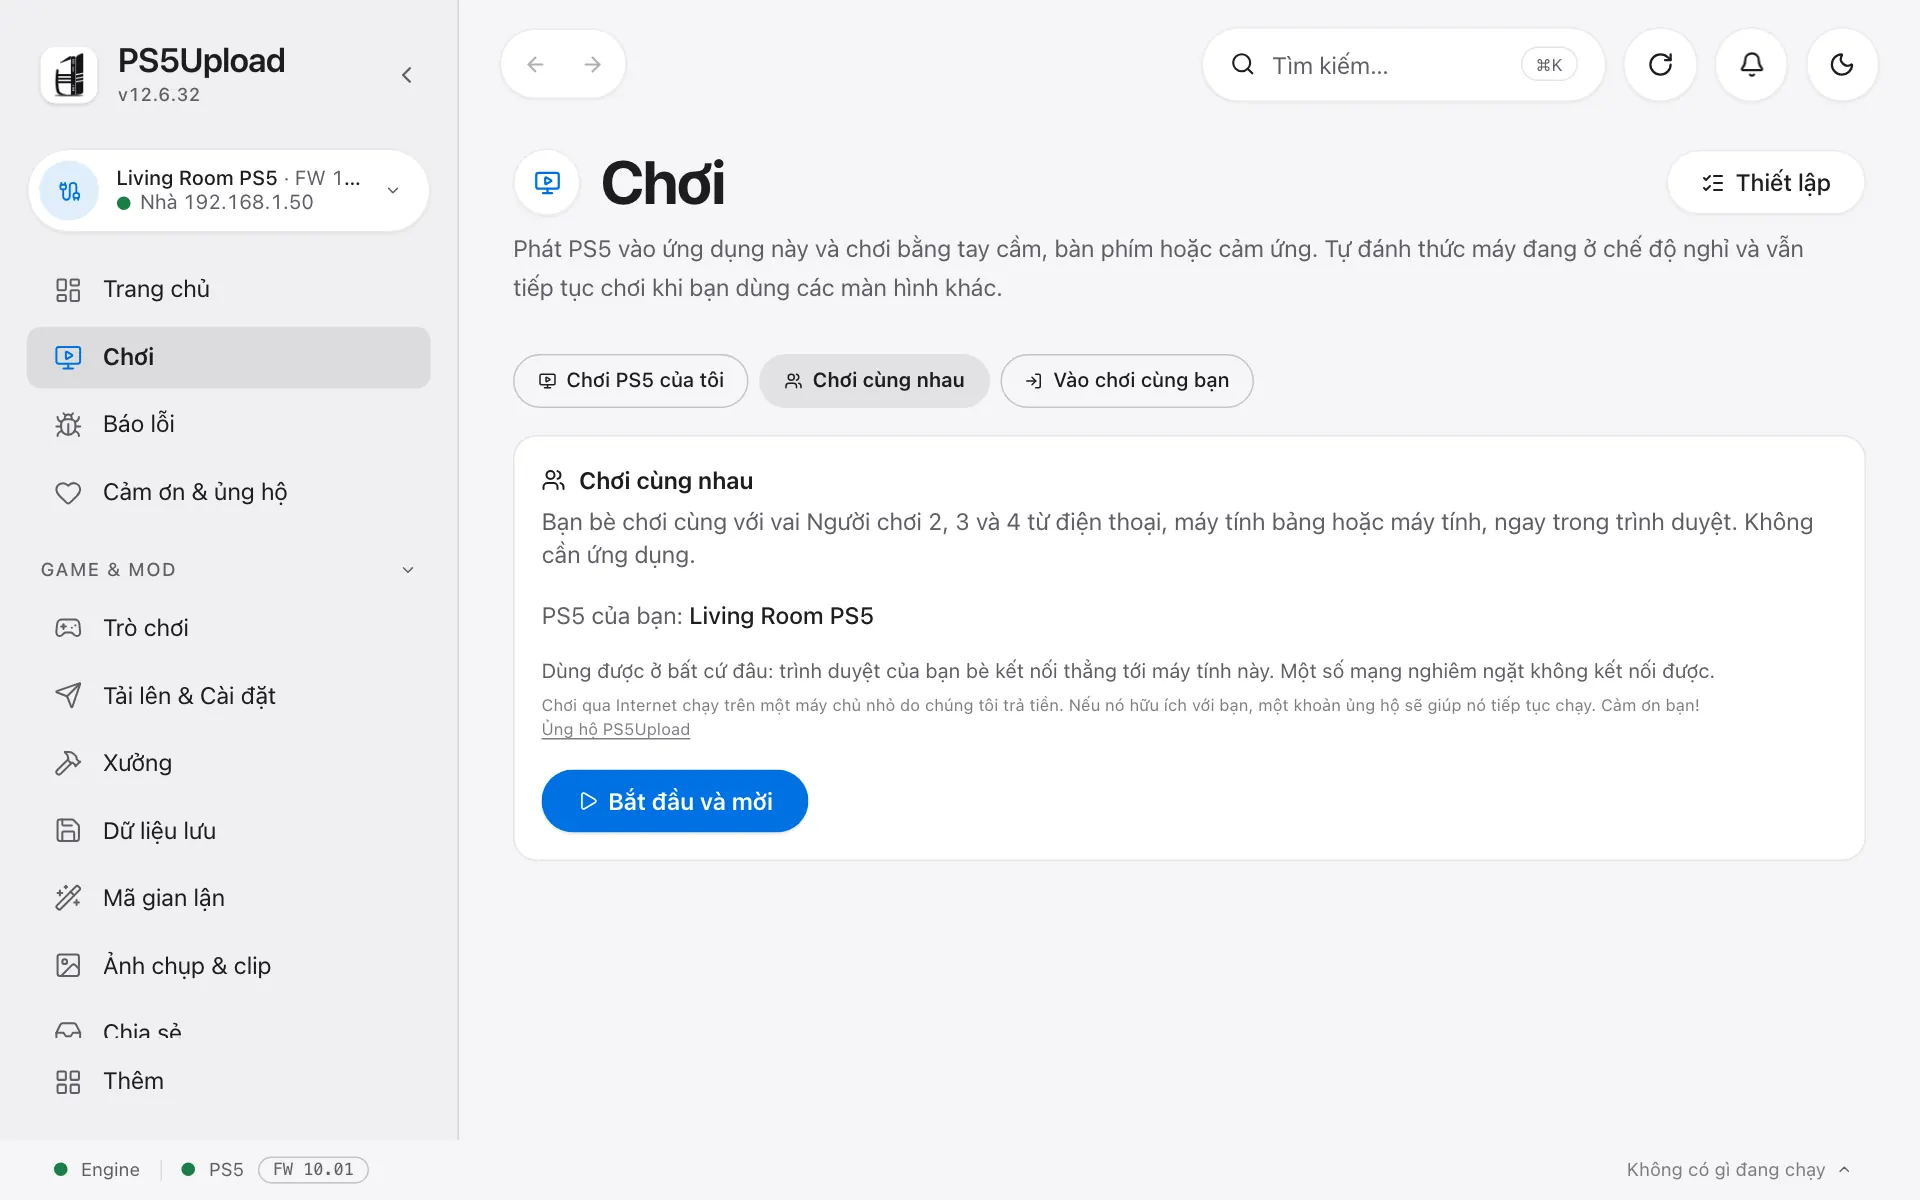 PS5Upload
v12.6.32
Living Room PS5 · FW 1...
Nhà 192.168.1.50
Trang chủ
Chơi
Báo lỗi
Cảm ơn & ủng hộ
GAME & MOD
Trò chơi
Tải lên & Cài đặt
Xưởng
Dữ liệu lưu
Mã gian lận
Ảnh chụp & clip
Chia sẻ
Thêm
Tìm kiếm...
⌘K
Chơi
Thiết lập
Phát PS5 vào ứng dụng này và chơi bằng tay cầm, bàn phím hoặc cảm ứng. Tự đánh thức máy đang ở chế độ nghỉ và vẫn
tiếp tục chơi khi bạn dùng các màn hình khác.
Chơi PS5 của tôi
Chơi cùng nhau
Vào chơi cùng bạn
Chơi cùng nhau
Bạn bè chơi cùng với vai Người chơi 2, 3 và 4 từ điện thoại, máy tính bảng hoặc máy tính, ngay trong trình duyệt. Không
cần ứng dụng.
PS5 của bạn: Living Room PS5
Dùng được ở bất cứ đâu: trình duyệt của bạn bè kết nối thẳng tới máy tính này. Một số mạng nghiêm ngặt không kết nối được.
Chơi qua Internet chạy trên một máy chủ nhỏ do chúng tôi trả tiền. Nếu nó hữu ích với bạn, một khoản ủng hộ sẽ giúp nó tiếp tục chạy. Cảm ơn bạn!
Ủng hộ PS5Upload
Bắt đầu và mời
Engine
PS5
FW 10.01
Không có gì đang chạy